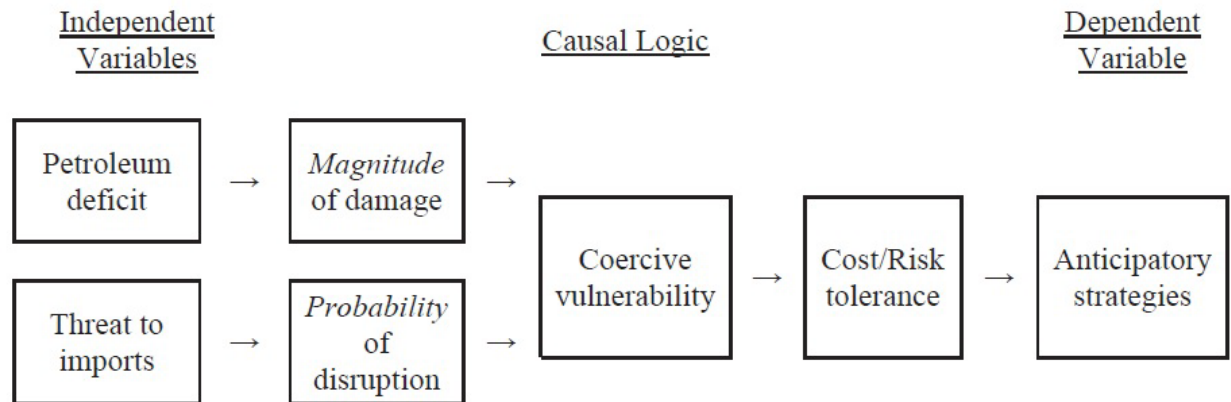 Independent
Variables
Causal Logic
Dependent
Variable
Petroleum
deficit
→
Magnitude
of damage
→
Threat to
imports
→
Probability
of
disruption
→
Coercive
vulnerability
→
Cost/Risk
tolerance
→
Anticipatory
strategies